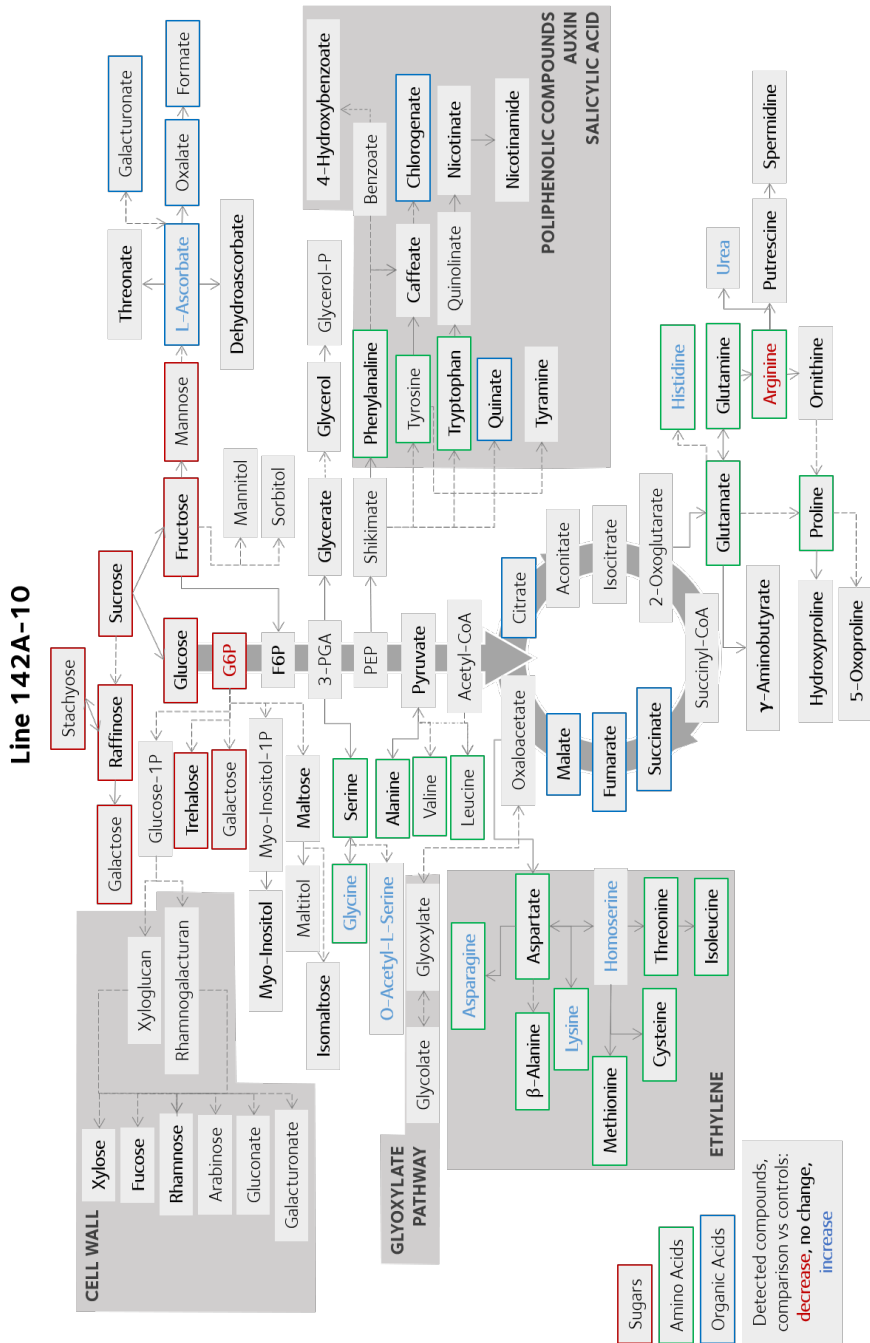 Line 142A-10
CELL WALL
Xylose
Fucose
Rhamnose
Arabinose
Gluconate
Galacturonate
Xyloglucan
Rhamnogalacturan
Galactose
Raffinose
Stachyose
Sucrose
Glucose-1P
Trehalose
Galactose
Myo-Inositol-1P
Myo-Inositol
Maltose
Maltitol
Isomaltose
Glucose
G6P
F6P
3-PGA
PEP
Pyruvate
Acetyl-CoA
Fructose
Mannose
Mannitol
Sorbitol
L-Ascorbate
Threonate
Dehydroascorbate
Galacturonate
Oxalate
Formate
Glycerate
Glycerol
Glycerol-P
Shikimate
Phenylanaline
Tyrosine
Tryptophan
Quinate
Tyramine
Benzoate
4-Hydroxybenzoate
Caffeate
Chlorogenate
Quinolinate
Nicotinate
Nicotinamide
POLIPHENOLIC COMPOUNDS
AUXIN
SALICYLIC ACID
Serine
Glycine
O-Acetyl-L-Serine
Alanine
Valine
Leucine
GLYOXYLATE
PATHWAY
Glycolate
Glyoxylate
Oxaloacetate
Citrate
Aconitate
Isocitrate
2-Oxoglutarate
Succinyl-CoA
Succinate
Fumarate
Malate
ETHYLENE
Asparagine
Aspartate
β-Alanine
Lysine
Homoserine
Methionine
Cysteine
Threonine
Isoleucine
Glutamate
Histidine
Glutamine
Arginine
Urea
Putrescine
Spermidine
Ornithine
Proline
γ-Aminobutyrate
Hydroxyproline
5-Oxoproline
Sugars
Amino Acids
Organic Acids
Detected compounds,
comparison vs controls:
decrease, no change,
increase